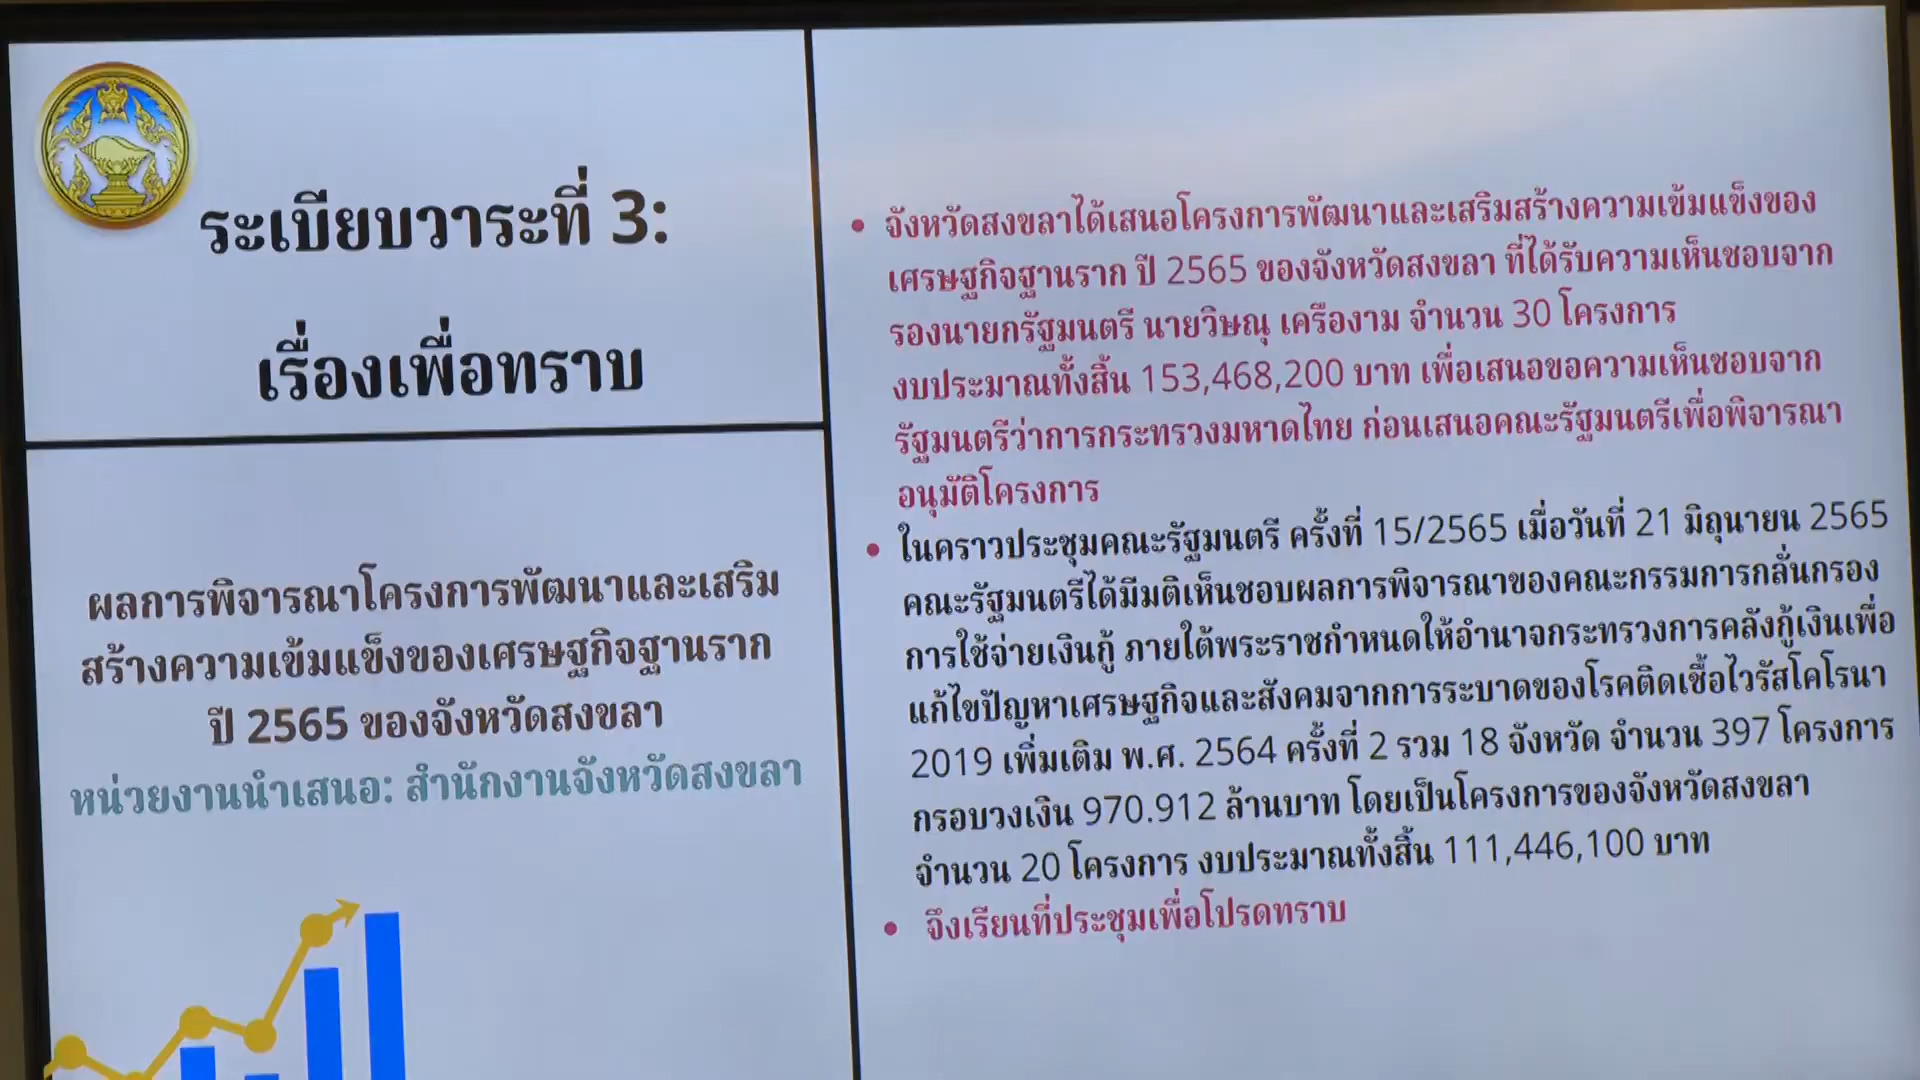 ระเบียบวาระที่ 3:
เรื่องเพื่อทราบ
ผลการพิจารณาโครงการพัฒนาและเสริม
สร้างความเข้มแข็งของเศรษฐกิจฐานราก
ปี 2565 ของจังหวัดสงขลา
หน่วยงานนำเสนอ: สำนักงานจังหวัดสงขลา
• จังหวัดสงขลาได้เสนอโครงการพัฒนาและเสริมสร้างความเข้มแข็งของ
เศรษฐกิจฐานราก ปี 2565 ของจังหวัดสงขลา ที่ได้รับความเห็นชอบจาก
รองนายกรัฐมนตรี นายวิษณุ เครืองาม จำนวน 30 โครงการ
งบประมาณทั้งสิ้น 153,468,200 บาท เพื่อเสนอขอความเห็นชอบจาก
รัฐมนตรีว่าการกระทรวงมหาดไทย ก่อนเสนอคณะรัฐมนตรีเพื่อพิจารณา
อนุมัติโครงการ
• ในคราวประชุมคณะรัฐมนตรี ครั้งที่ 15/2565 เมื่อวันที่ 21 มิถุนายน 2565
คณะรัฐมนตรีได้มีมติเห็นชอบผลการพิจารณาของคณะกรรมการกลั่นกรอง
การใช้จ่ายเงินกู้ ภายใต้พระราชกำหนดให้อำนาจกระทรวงการคลังกู้เงินเพื่อ
แก้ไขปัญหาเศรษฐกิจและสังคมจากการระบาดของโรคติดเชื้อไวรัสโคโรนา
2019 เพิ่มเติม พ.ศ. 2564 ครั้งที่ 2 รวม 18 จังหวัด จำนวน 397 โครงการ
กรอบวงเงิน 970.912 ล้านบาท โดยเป็นโครงการของจังหวัดสงขลา
จำนวน 20 โครงการ งบประมาณทั้งสิ้น 111,446,100 บาท
• จึงเรียนที่ประชุมเพื่อโปรดทราบ